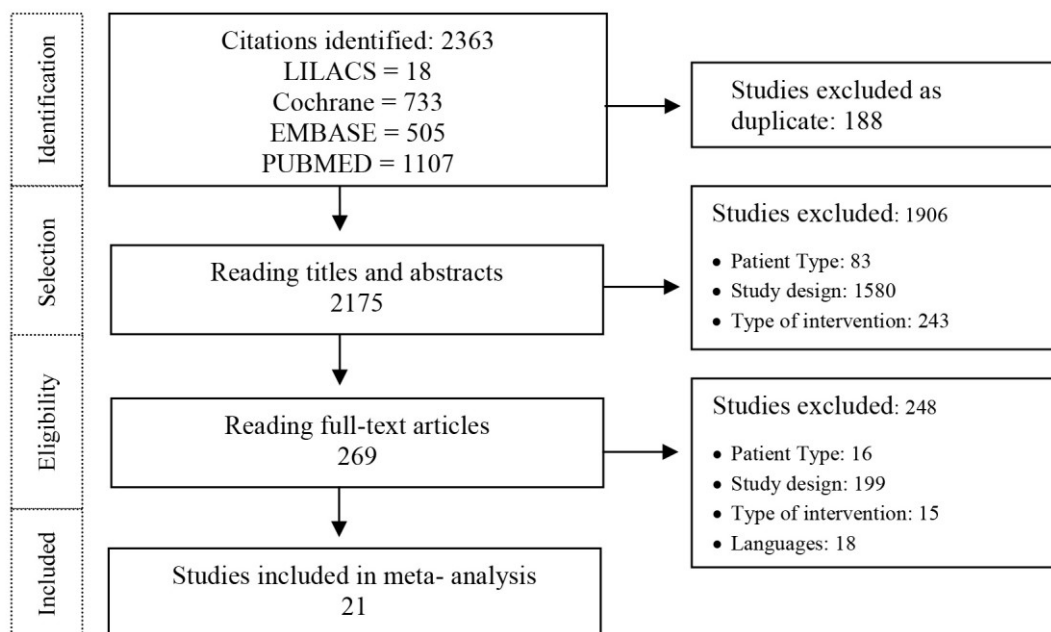 Identification
Citations identified: 2363
LILACS = 18
Cochrane = 733
EMBASE = 505
PUBMED = 1107
Studies excluded as
duplicate: 188
Selection
Reading titles and abstracts
2175
Studies excluded: 1906
• Patient Type: 83
• Study design: 1580
• Type of intervention: 243
Eligibility
Reading full-text articles
269
Studies excluded: 248
• Patient Type: 16
• Study design: 199
• Type of intervention: 15
• Languages: 18
Included
Studies included in meta- analysis
21